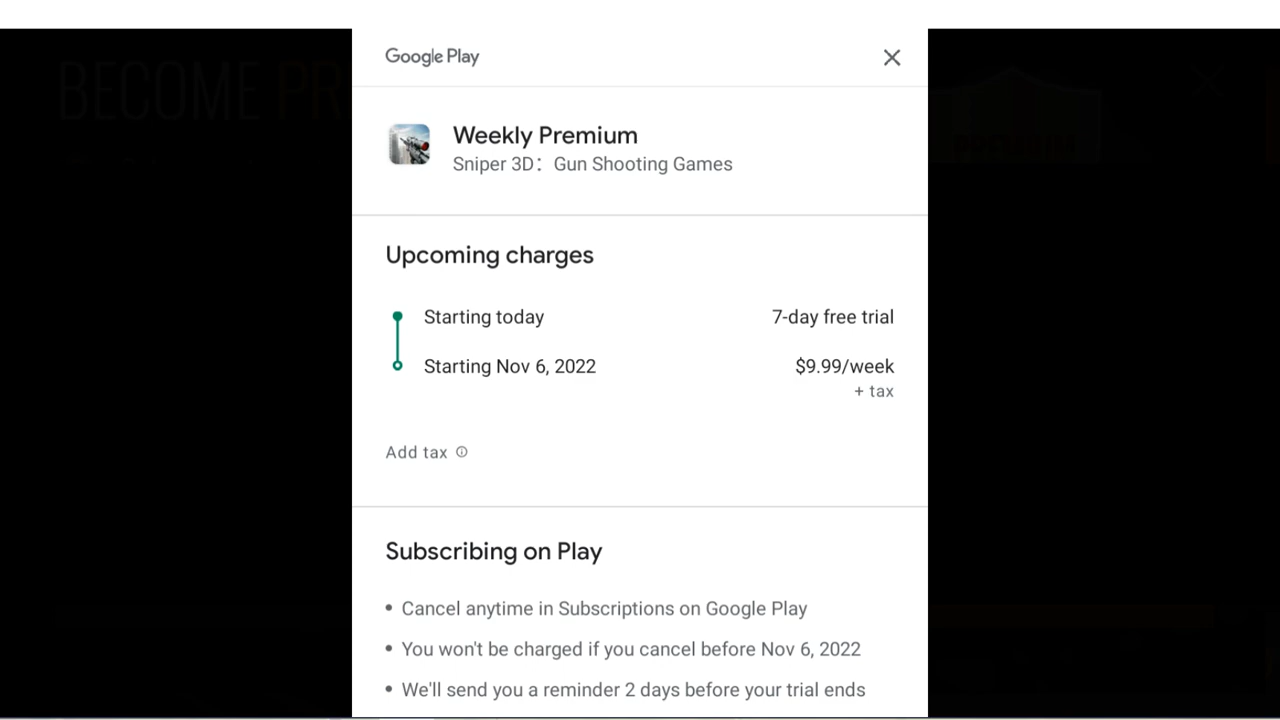 Google Play
BECOME PR
Weekly Premium
Sniper 3D: Gun Shooting Games
PREMIUM
Upcoming charges
Starting today 7-day free trial
Starting Nov 6, 2022 $9.99/week
+ tax
Add tax
Subscribing on Play
• Cancel anytime in Subscriptions on Google Play
• You won't be charged if you cancel before Nov 6, 2022
• We'll send you a reminder 2 days before your trial ends